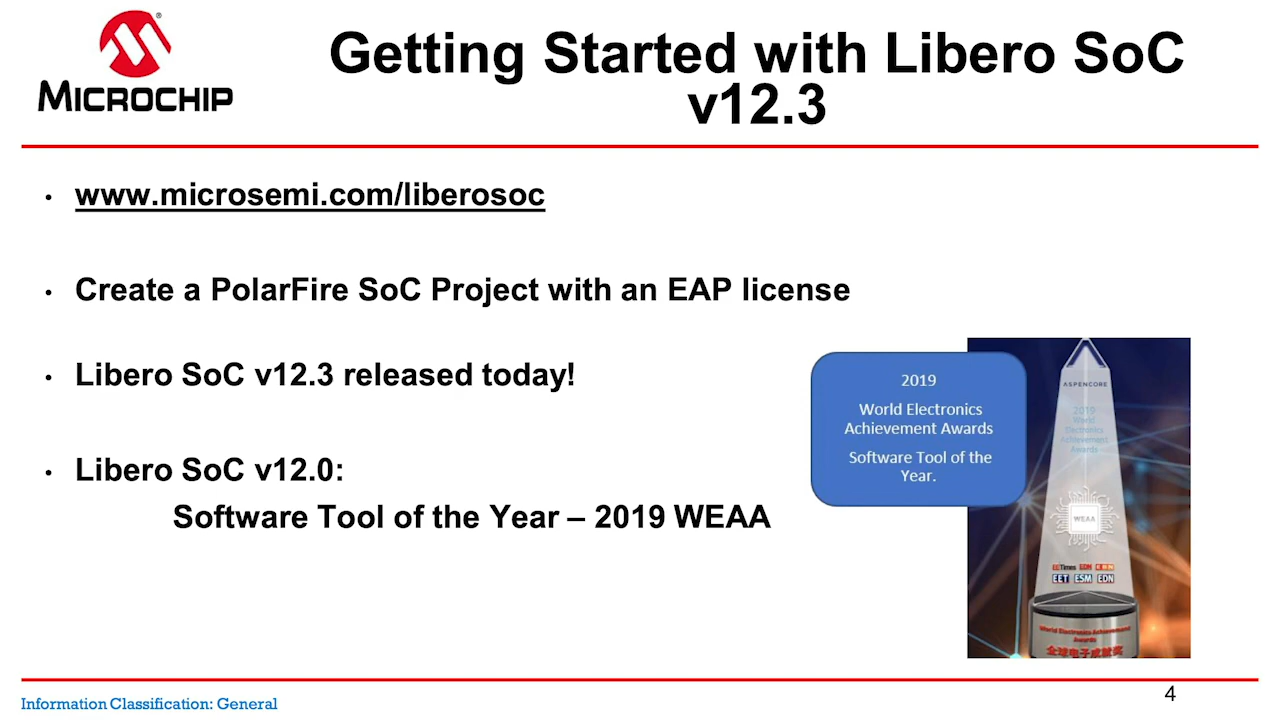 MICROCHIP
Getting Started with Libero SoC
v12.3
• www.microsemi.com/liberosoc
• Create a PolarFire SoC Project with an EAP license
• Libero SoC v12.3 released today!
• Libero SoC v12.0:
Software Tool of the Year – 2019 WEAA
2019
World Electronics
Achievement Awards
Software Tool of the
Year.
ASPENCORE
2019
World
Electronics
Achievement
Awards
WEAA
EETimes EDN
EET ESM EDN
World Electronics Achievement
Awards
全球电子成就奖
Information Classification: General
4